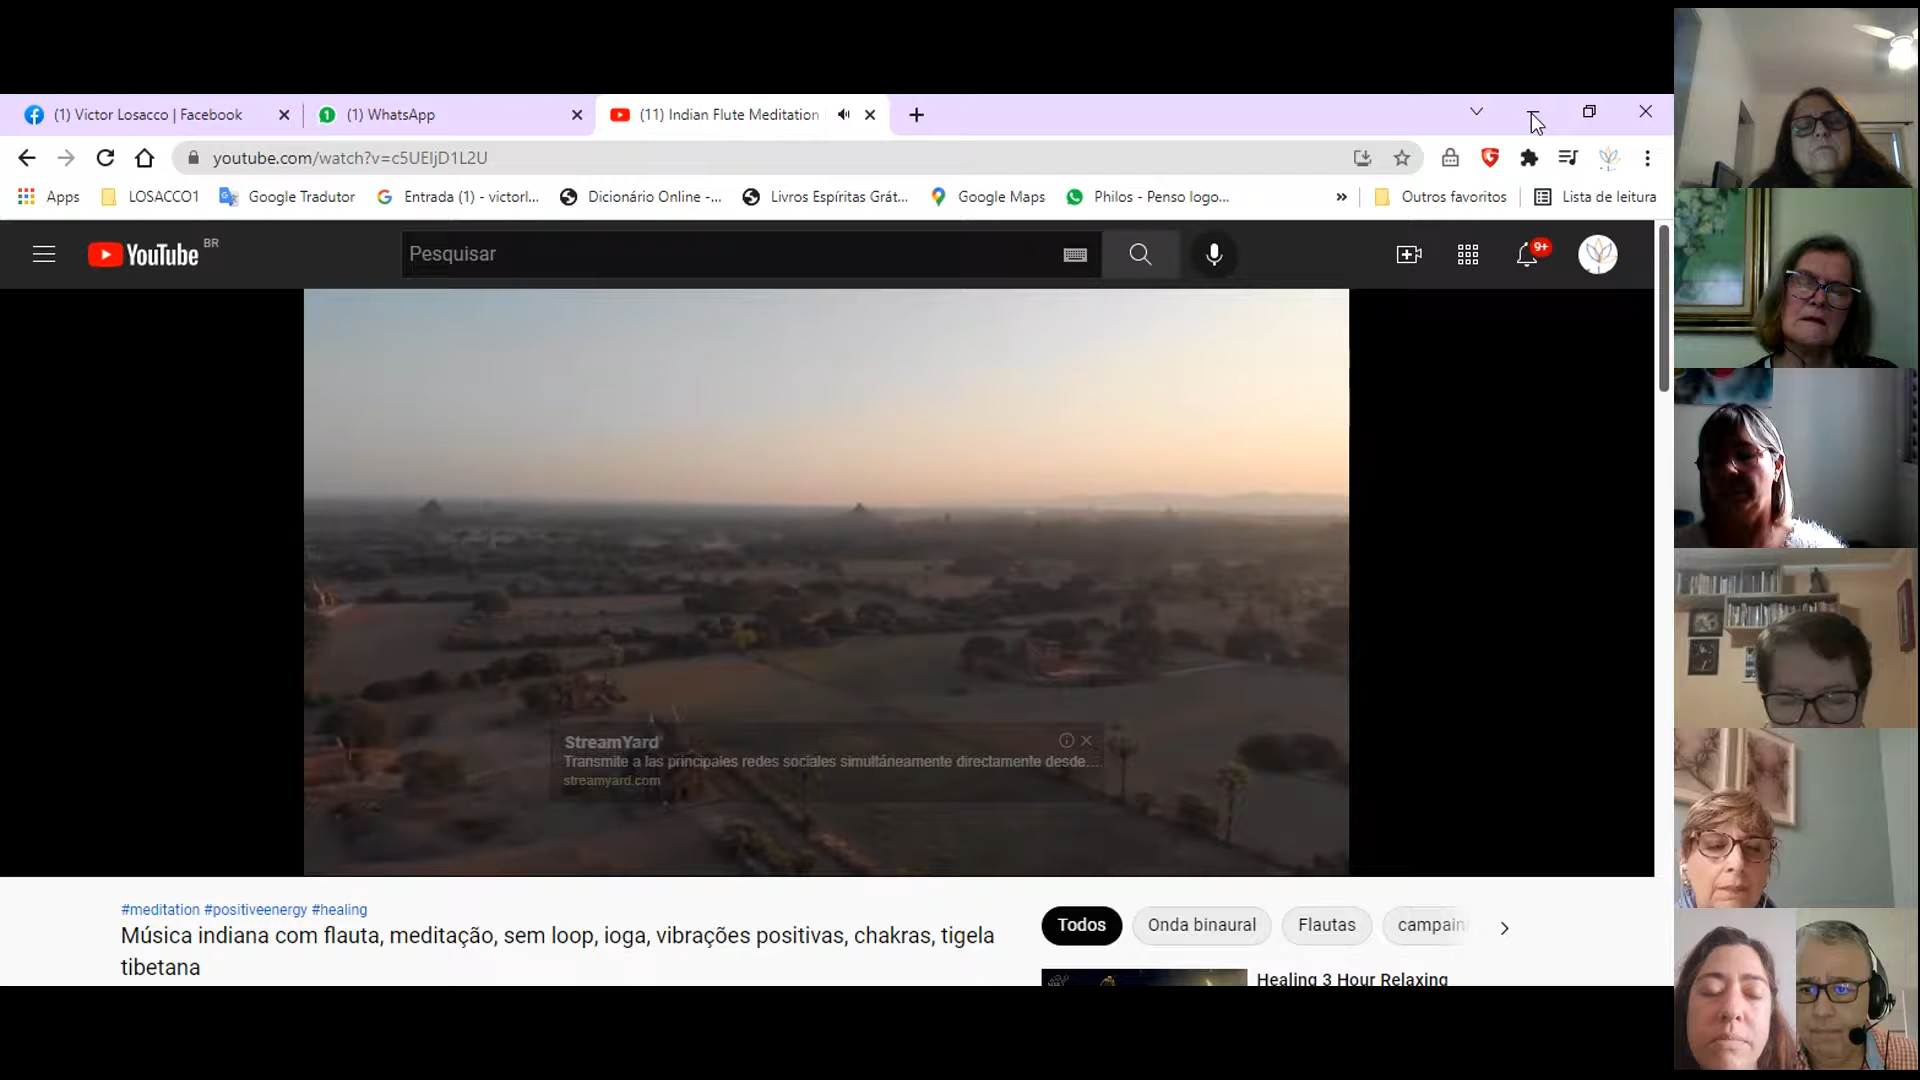 (1) Victor Losacco | Facebook
(1) WhatsApp
(11) Indian Flute Meditation
youtube.com/watch?v=c5UEljD1L2U
Apps
LOSACCO1
Google Tradutor
Entrada (1) - victorl...
Dicionário Online -...
Livros Espíritas Grát...
Google Maps
Philos - Penso logo...
»
Outros favoritos
Lista de leitura
YouTube BR
Pesquisar
9+
StreamYard
Transmite a las principales redes sociales simultáneamente directamente desde...
streamyard.com
#meditation #positiveenergy #healing
Música indiana com flauta, meditação, sem loop, ioga, vibrações positivas, chakras, tigela
tibetana
Todos
Onda binaural
Flautas
campain
Healing 3 Hour Relaxing